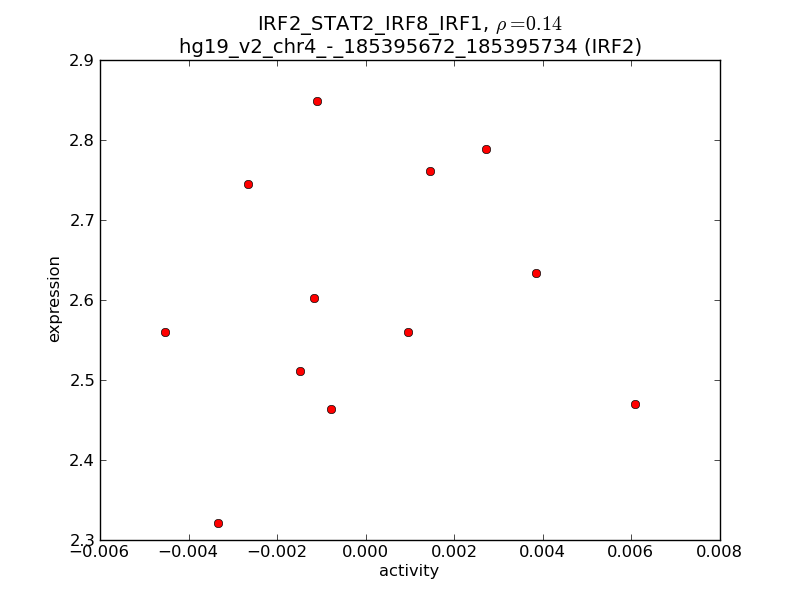 IRF2_STAT2_IRF8_IRF1, ρ=0.14
hg19_v2_chr4_-_185395672_185395734 (IRF2)
2.9
2.8
2.7
2.6
2.5
2.4
2.3
expression
−0.006 −0.004 −0.002 0.000 0.002 0.004 0.006 0.008
activity